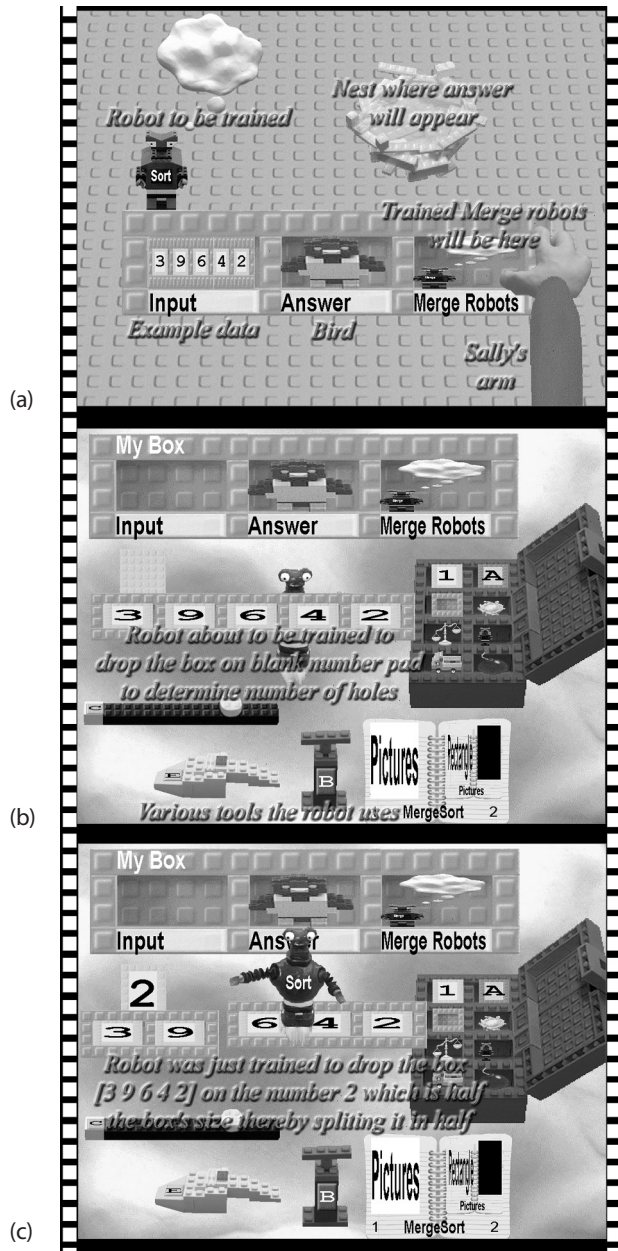 Robot to be trained
Nest where answer
will appear
Sort
Trained Merge robots
will be here
3 9 6 4 2
Merge
Input
Answer
Merge Robots
Example data
Bird
Sally's
arm
(a)
My Box
Merge
Input
Answer
Merge Robots
1 A
3 9 6 4 2
Robot about to be trained to
drop the box on blank number pad
to determine number of holes
C
E
B
Pictures
Rectangle
Pictures
Various tools the robot uses
MergeSort 2
(b)
My Box
Merge
Input
Answer
Merge Robots
Sort
1 A
2
3 9
6 4 2
Robot was just trained to drop the box
[3 9 6 4 2] on the number 2 which is half
the box's size thereby spliting it in half
C
E
B
Pictures
Rectangle
Pictures
1 MergeSort 2
(c)